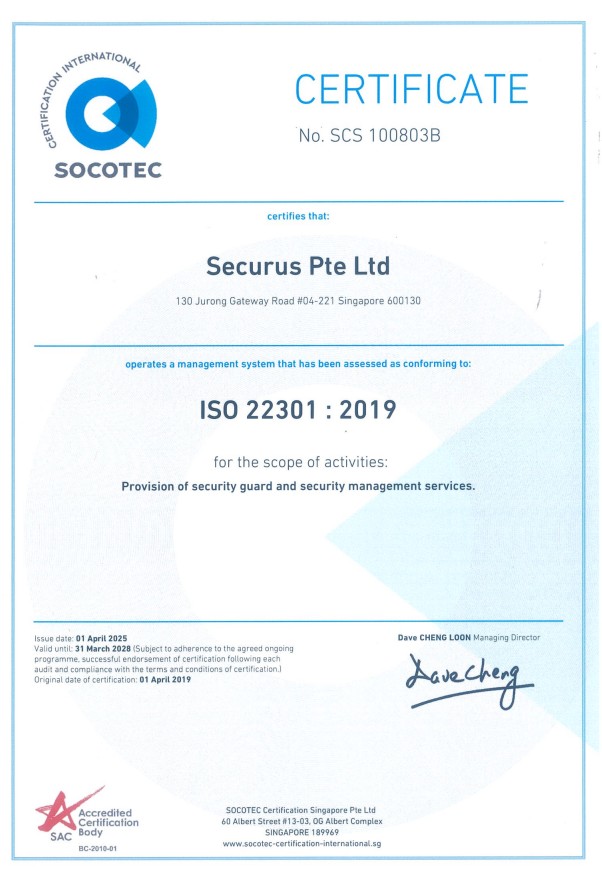 CERTIFICATION INTERNATIONAL
SOCOTEC
CERTIFICATE
No. SCS 100803B
certifies that:
Securus Pte Ltd
130 Jurong Gateway Road #04-221 Singapore 600130
operates a management system that has been assessed as conforming to:
ISO 22301 : 2019
for the scope of activities:
Provision of security guard and security management services.
Issue date: 01 April 2025
Valid until: 31 March 2028 (Subject to adherence to the agreed ongoing
programme, successful endorsement of certification following each
audit and compliance with the terms and conditions of certification.)
Original date of certification: 01 April 2019
Dave CHENG LOON Managing Director
Dave Cheng
SAC
Accredited
Certification
Body
BC-2010-01
SOCOTEC Certification Singapore Pte Ltd
60 Albert Street #13-03, OG Albert Complex
SINGAPORE 189969
www.socotec-certification-international.sg